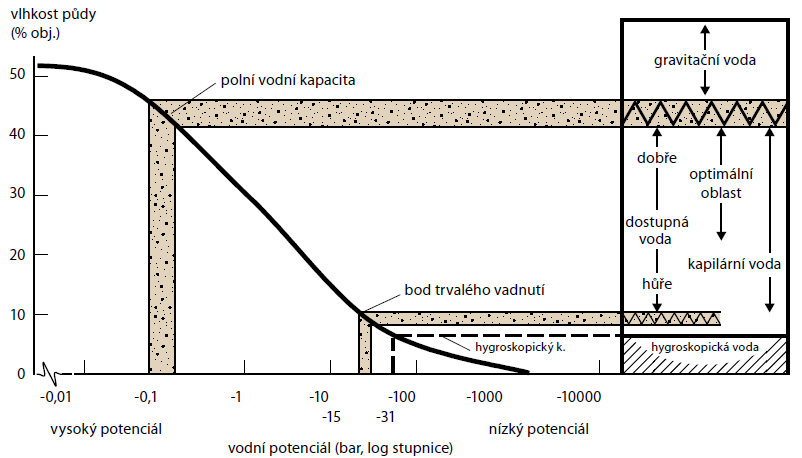 vlhkost půdy
(% obj.)
50
40
30
20
10
0
polní vodní kapacita
bod trvalého vadnutí
hygroskopický k.
gravitační voda
dobře
optimální
oblast
dostupná
voda
kapilární voda
hůře
hygroskopická voda
-0,01
-0,1
-1
-10
-100
-1000
-10000
-15
-31
vysoký potenciál
nízký potenciál
vodní potenciál (bar, log stupnice)